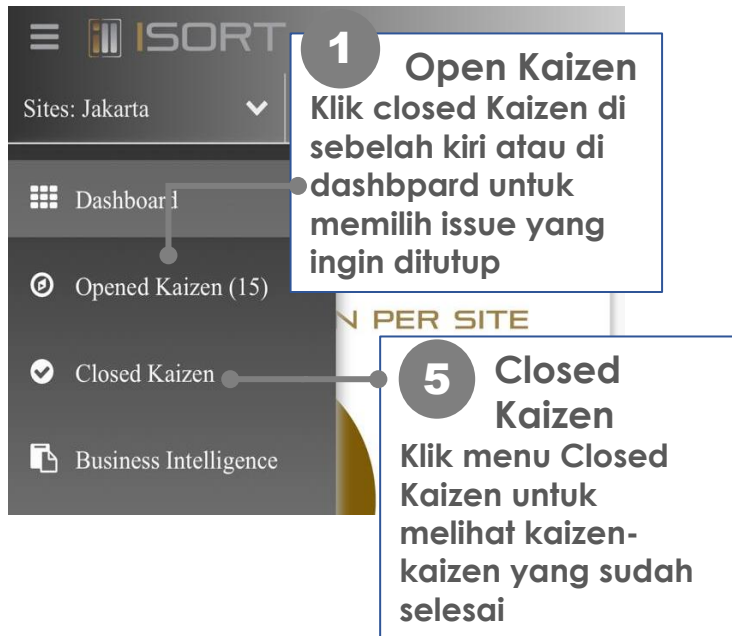 ISORT
Sites: Jakarta
Dashboard
Opened Kaizen (15)
Closed Kaizen
Business Intelligence
1
Open Kaizen
Klik closed Kaizen di
sebelah kiri atau di
dashbpard untuk
memilih issue yang
ingin ditutup
N PER SITE
5
Closed
Kaizen
Klik menu Closed
Kaizen untuk
melihat kaizen-
kaizen yang sudah
selesai